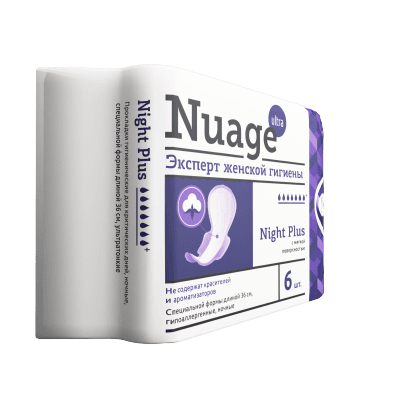 Nuage
ultra
Эксперт женской гигиены
Night Plus
с мягкой
поверхностью
6 шт.
Не содержат красителей
и ароматизаторов
Специальной формы длиной 36 см,
гипоаллергенные, ночные
Night Plus
Прокладки гигиенические для критических дней, ночные,
специальной формы длиной 36 см, ультратонкие